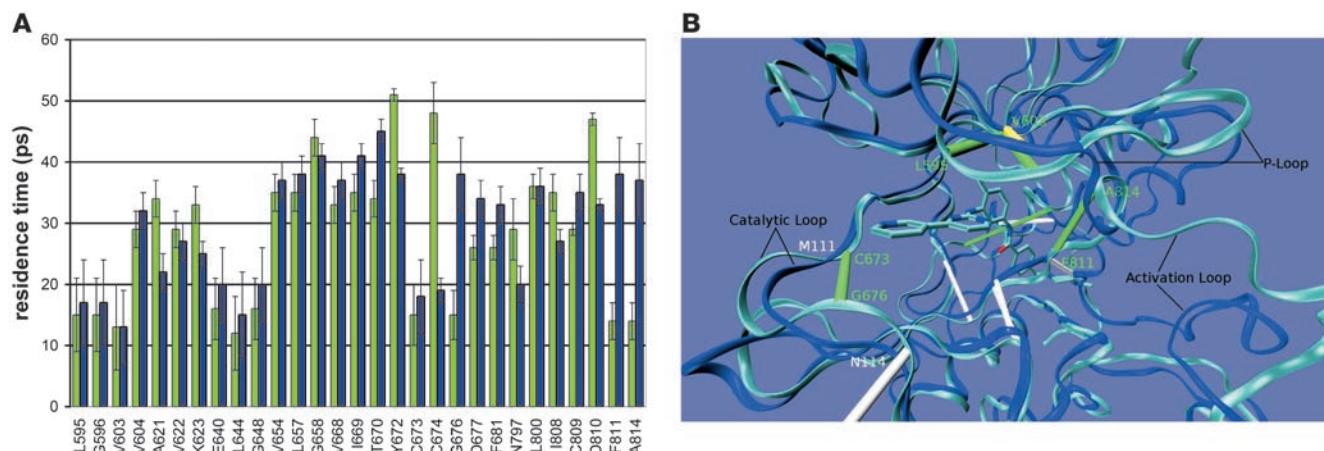 A
B
60
50
40
30
20
10
0
residence time (ps)
L595
G596
V603
V604
A621
V622
K623
E640
L644
G648
V654
L657
G658
V668
I669
T670
Y672
C673
C674
G676
D677
F681
N797
L800
I808
C809
D810
F811
A814
V603
L595
P-Loop
A814
Catalytic Loop
M111
C673
F811
Activation Loop
G676
N114